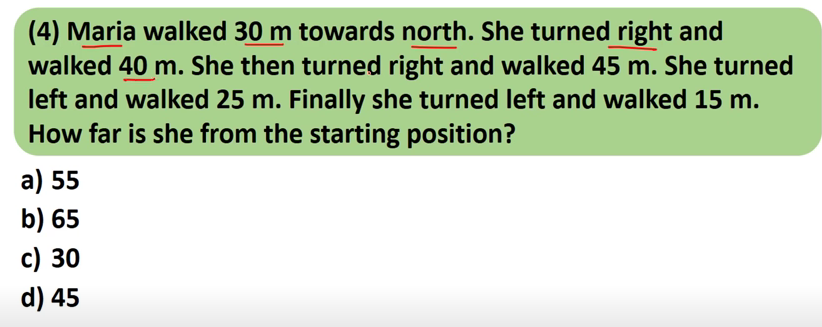 (4) Maria walked 30 m towards north. She turned right and
walked 40 m. She then turned right and walked 45 m. She turned
left and walked 25 m. Finally she turned left and walked 15 m.
How far is she from the starting position?
a) 55
b) 65
c) 30
d) 45